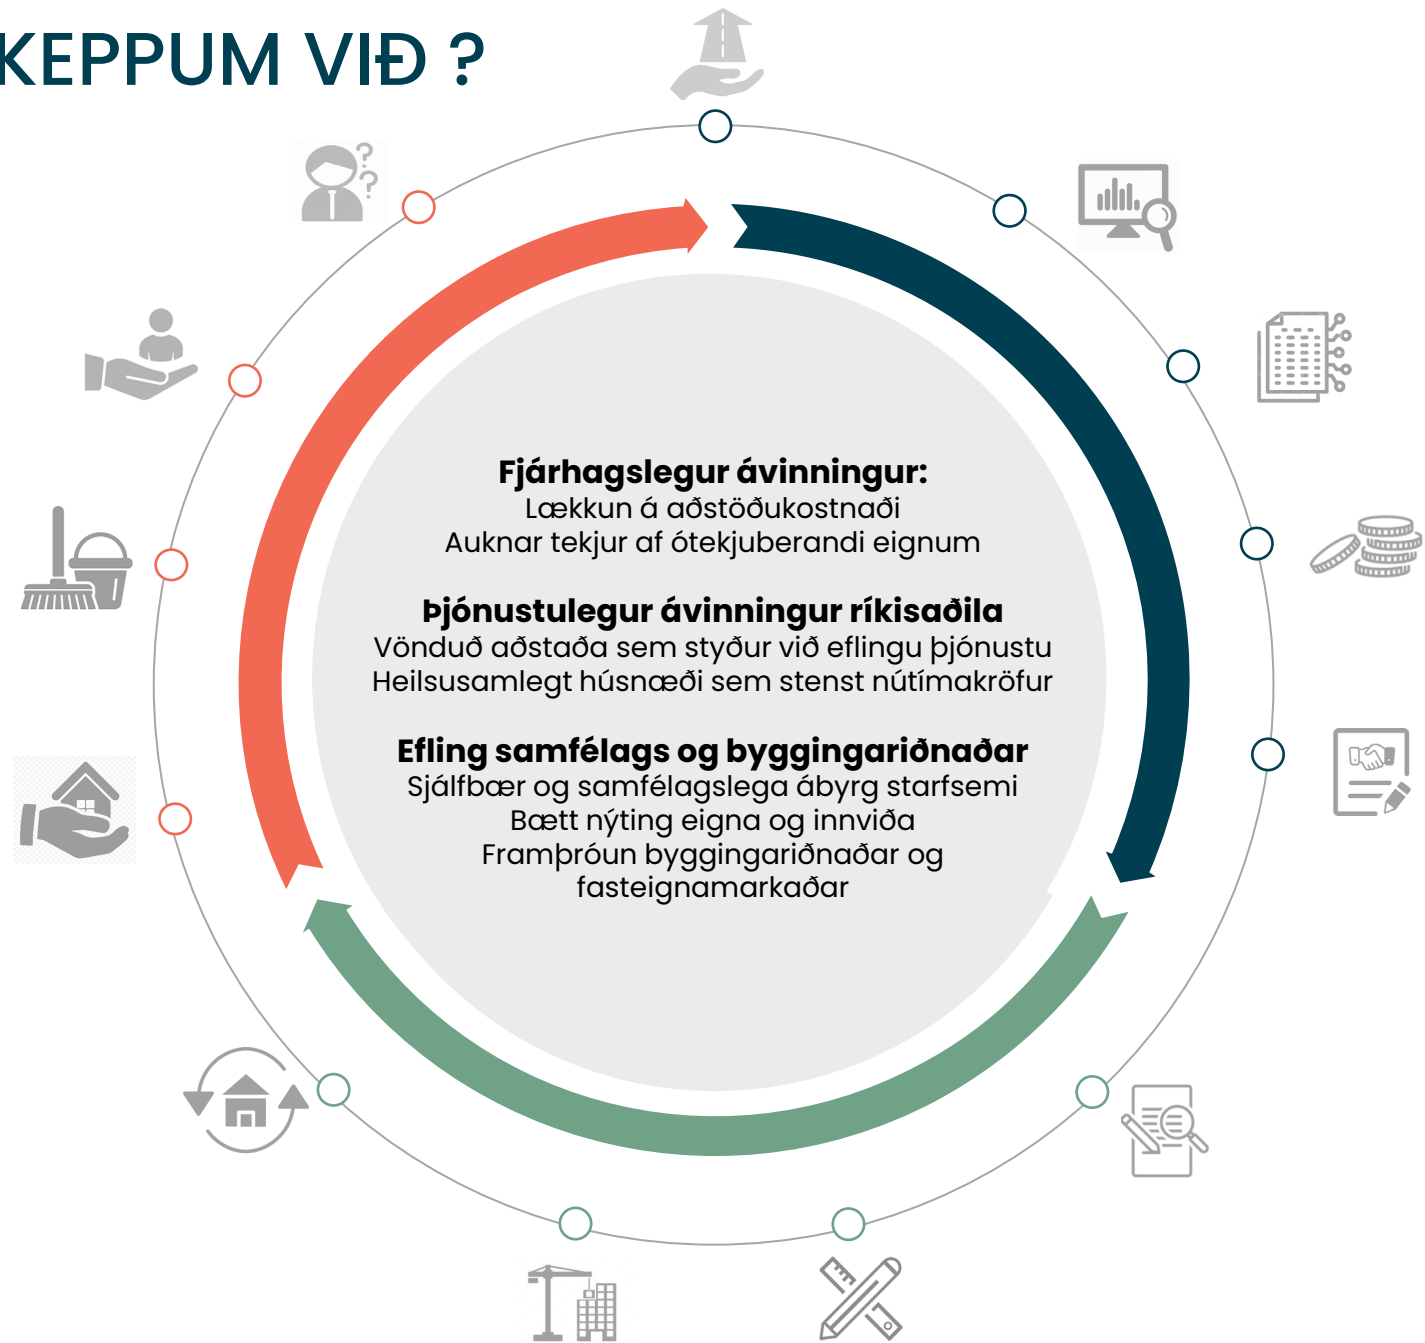 KEPPUM VIÐ ?
Fjárhagslegur ávinningur:
Lækkun á aðstöðukostnaði
Auknar tekjur af ótekjuberandi eignum
Þjónustulegur ávinningur ríkisaðila
Vönduð aðstaða sem styður við eflingu þjónustu
Heilsusamlegt húsnæði sem stenst nútímakröfur
Efling samfélags og byggingariðnaðar
Sjálfbær og samfélagslega ábyrg starfsemi
Bætt nýting eigna og innviða
Framþróun byggingariðnaðar og
fasteignamarkaðar